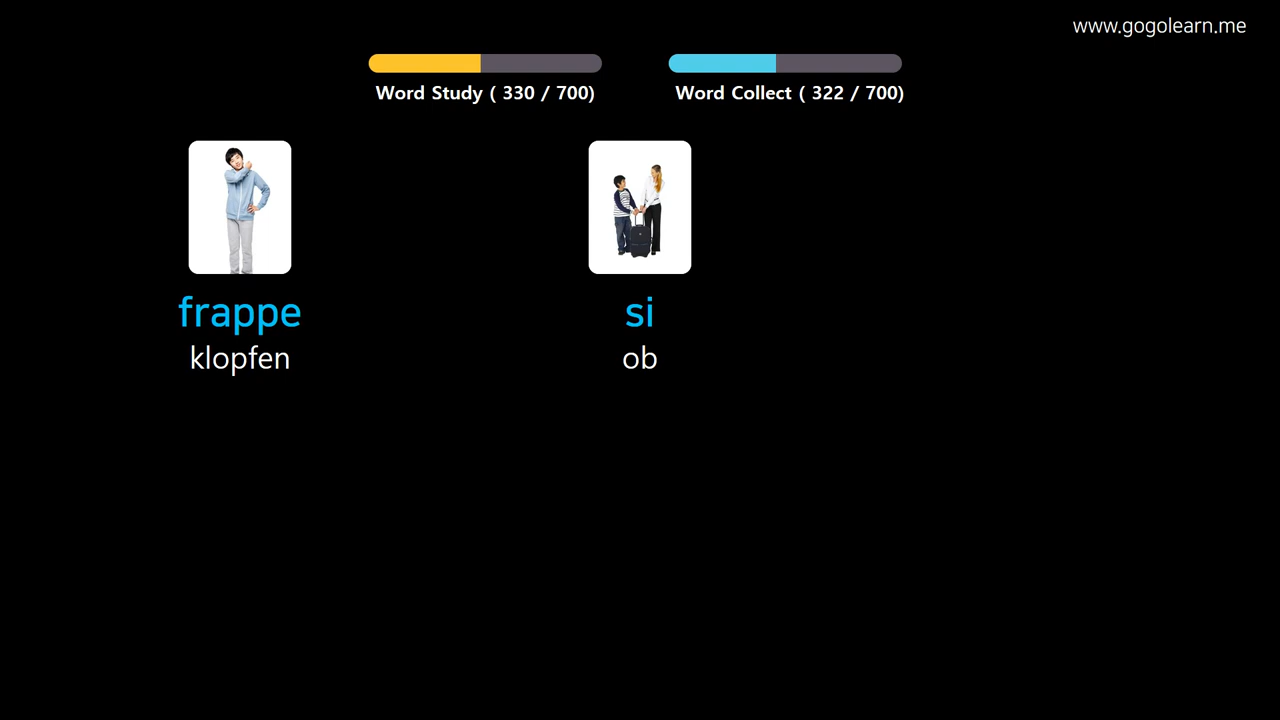 www.gogolearn.me
Word Study ( 330 / 700)
Word Collect ( 322 / 700)
frappe
klopfen
si
ob